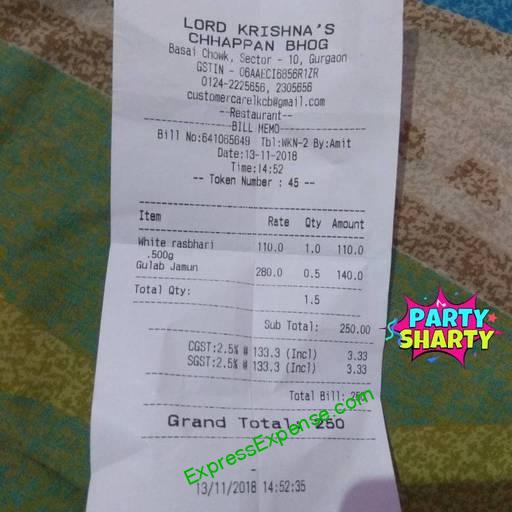 LORD KRISHNA'S
CHHAPPAN BHOG
Basai Chowk, Sector - 10, Gurgaon
GSTIN - 06AAECI6856R1ZR
0124-2225656, 2305656
customercarelkcb@gmail.com
--Restaurant--
BILL MEMO
Bill No:641065649 Tbl:WKN-2 By:Amit
Date:13-11-2018
Time:14:52
-- Token Number : 45 --
Item Rate Qty Amount
White rasbhari 110.0 1.0 110.0
.500g
Gulab Jamun 280.0 0.5 140.0
Total Qty: 1.5
Sub Total: 250.00
CGST:2.5% # 133.3 (Incl) 3.33
SGST:2.5% # 133.3 (Incl) 3.33
Total Bill:
Grand Total: 250
13/11/2018 14:52:35
PARTY
SHARTY
ExpressExpense.com